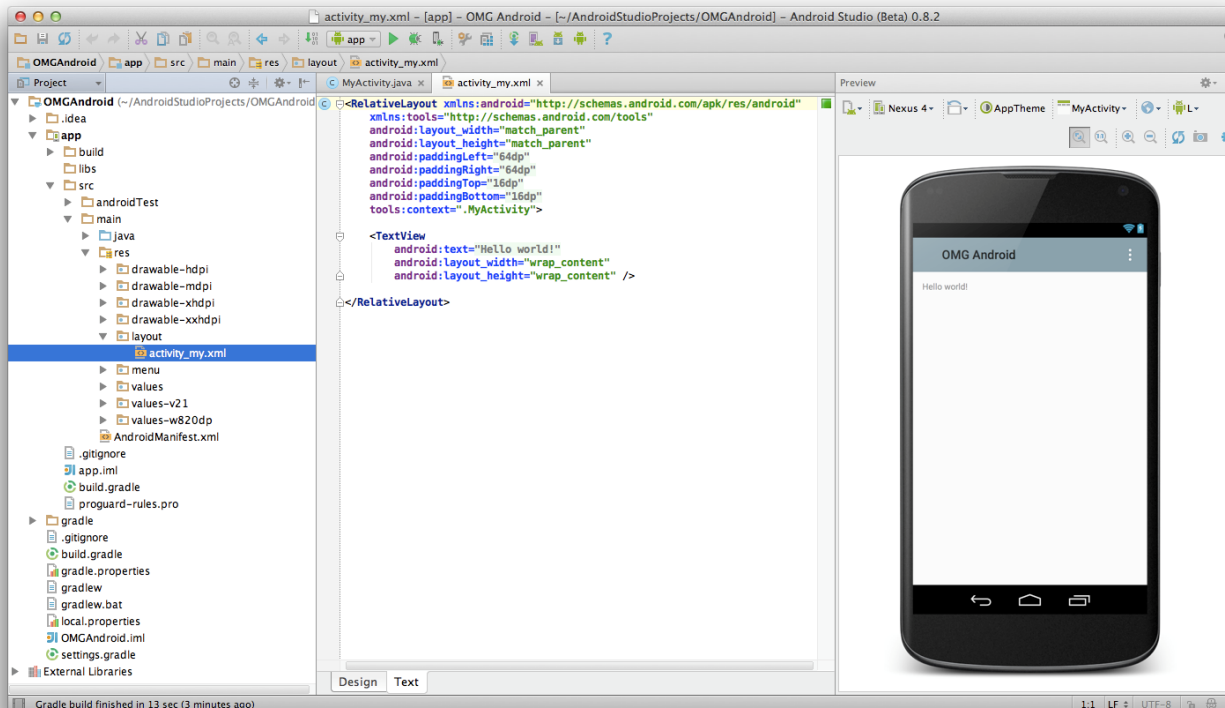 activity_my.xml – [app] – OMG Android – [~/AndroidStudioProjects/OMGAndroid] – Android Studio (Beta) 0.8.2
app
?
OMGAndroid app src main res layout activity_my.xml
Project
MyActivity.java × activity_my.xml ×
Preview
OMGAndroid (~/AndroidStudioProjects/OMGAndroid
.idea
app
build
libs
src
androidTest
main
java
res
drawable-hdpi
drawable-mdpi
drawable-xhdpi
drawable-xxhdpi
layout
activity_my.xml
menu
values
values-v21
values-w820dp
AndroidManifest.xml
.gitignore
app.iml
build.gradle
proguard-rules.pro
gradle
.gitignore
build.gradle
gradle.properties
gradlew
gradlew.bat
local.properties
OMGAndroid.iml
settings.gradle
External Libraries
<RelativeLayout xmlns:android="http://schemas.android.com/apk/res/android"
xmlns:tools="http://schemas.android.com/tools"
android:layout_width="match_parent"
android:layout_height="match_parent"
android:paddingLeft="64dp"
android:paddingRight="64dp"
android:paddingTop="16dp"
android:paddingBottom="16dp"
tools:context=".MyActivity">
<TextView
android:text="Hello world!"
android:layout_width="wrap_content"
android:layout_height="wrap_content" />
</RelativeLayout>
Design Text
Nexus 4 AppTheme MyActivity L
1:1
OMG Android
Hello world!
Gradle build finished in 13 sec (3 minutes ago)
1:1 LF UTF-8